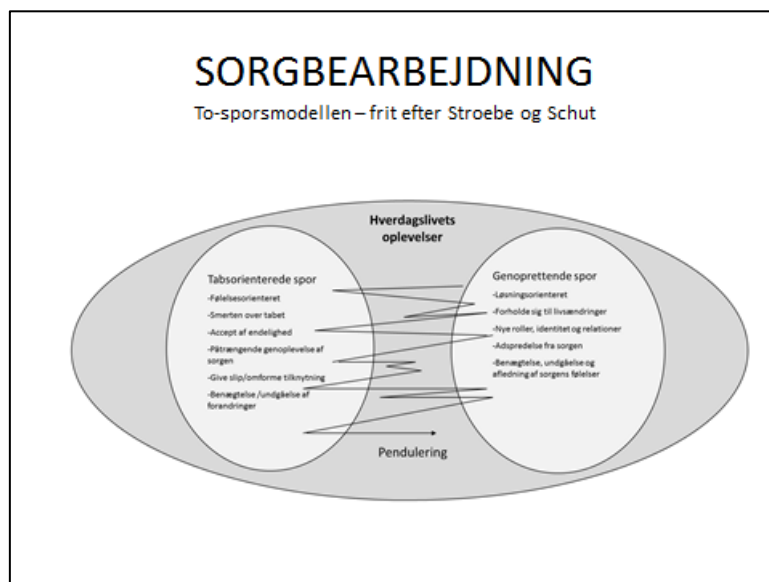 SORGBEARBEJDNING
To-sporsmodellen – frit efter Stroebe og Schut
Hverdagslivets
oplevelser
Tabsorienterede spor
-Følelsesorienteret
-Smerten over tabet
-Accept af endelighed
-Påtrængende genoplevelse af
sorgen
-Give slip/omforme tilknytning
-Benægtelse /undgåelse af
forandringer
Genoprettende spor
-Løsningsorienteret
-Forholde sig til livsændringer
-Nye roller, identitet og relationer
-Adspredelse fra sorgen
-Benægtelse, undgåelse og
afledning af sorgens følelser
Pendulering